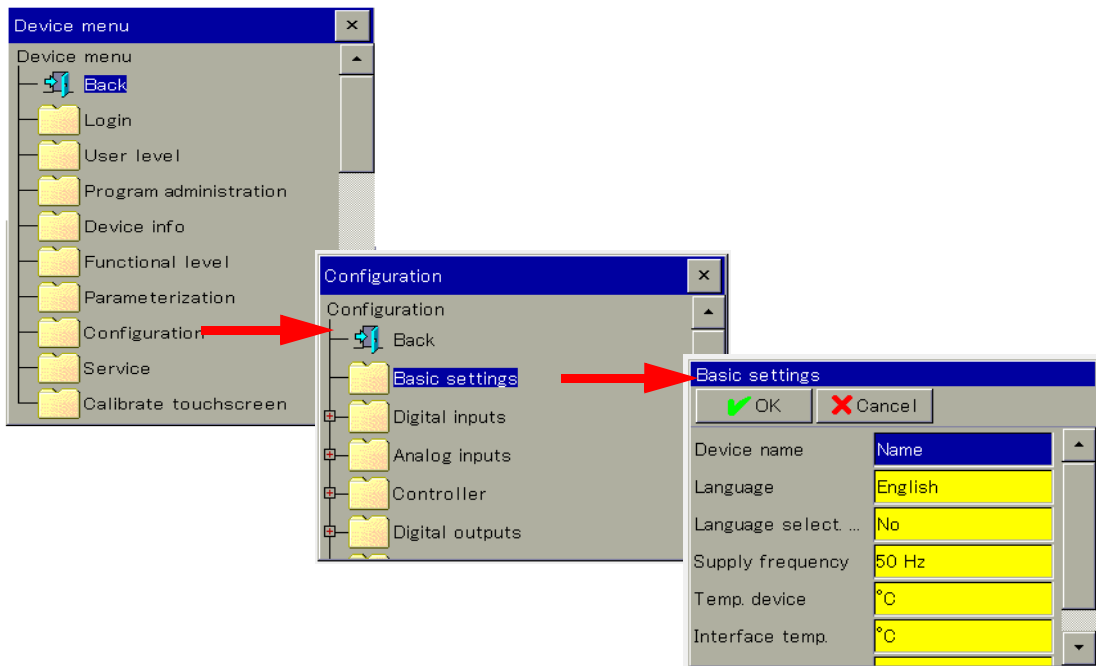 Device menu
Device menu
Back
Login
User level
Program administration
Device info
Functional level
Parameterization
Configuration
Service
Calibrate touchscreen
Configuration
Configuration
Back
Basic settings
Digital inputs
Analog inputs
Controller
Digital outputs
Basic settings
OK Cancel
Device name Name
Language English
Language select. ... No
Supply frequency 50 Hz
Temp. device °C
Interface temp. °C